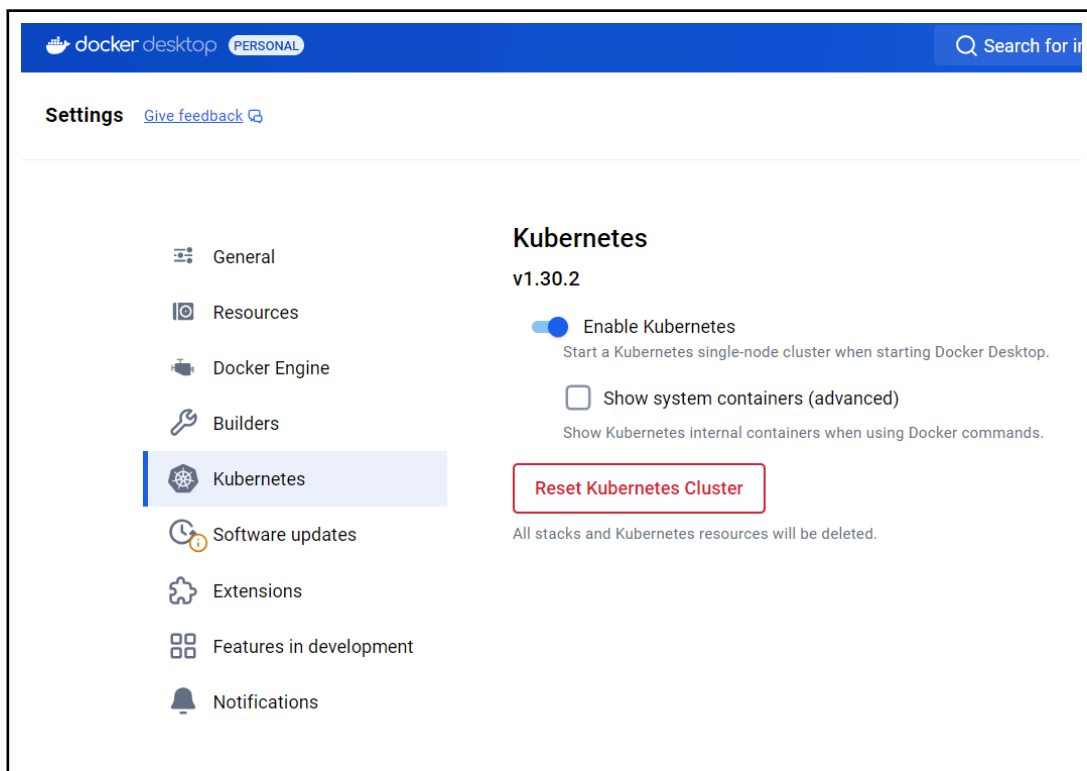 docker desktop PERSONAL
Search for in
Settings Give feedback
General
Resources
Docker Engine
Builders
Kubernetes
Software updates
Extensions
Features in development
Notifications
Kubernetes
v1.30.2
Enable Kubernetes
Start a Kubernetes single-node cluster when starting Docker Desktop.
Show system containers (advanced)
Show Kubernetes internal containers when using Docker commands.
Reset Kubernetes Cluster
All stacks and Kubernetes resources will be deleted.